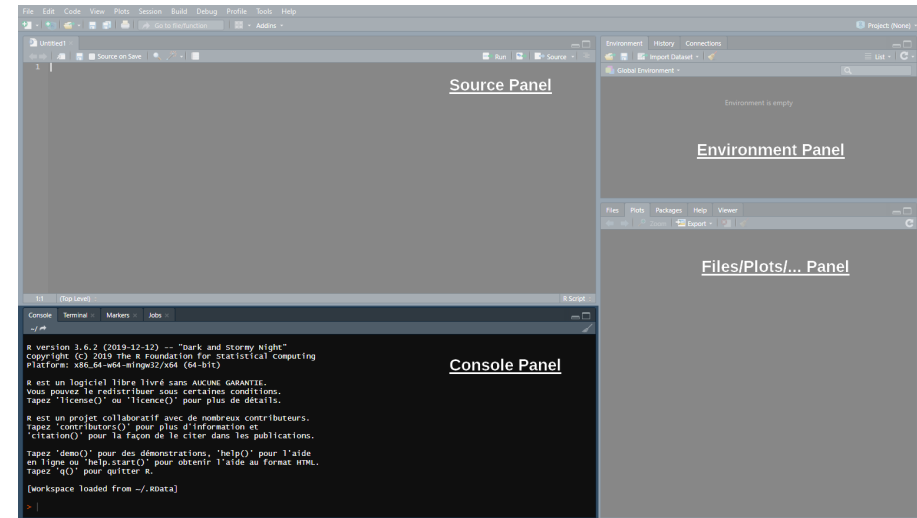 File Edit Code View Plots Session Build Debug Profile Tools Help
Go to file/function Addins Project: (None)
Untitled1
Source on Save Run Source
1
Source Panel
1:1 (Top Level) R Script
Environment History Connections
Import Dataset List
Global Environment
Environment is empty
Environment Panel
Files Plots Packages Help Viewer
Zoom Export
Files/Plots/... Panel
Console Terminal Markers Jobs
~/
Console Panel
R version 3.6.2 (2019-12-12) -- "Dark and Stormy Night"
Copyright (C) 2019 The R Foundation for Statistical Computing
Platform: x86_64-w64-mingw32/x64 (64-bit)
R est un logiciel libre livré sans AUCUNE GARANTIE.
Vous pouvez le redistribuer sous certaines conditions.
Tapez 'license()' ou 'licence()' pour plus de détails.
R est un projet collaboratif avec de nombreux contributeurs.
Tapez 'contributors()' pour plus d'information et
'citation()' pour la façon de le citer dans les publications.
Tapez 'demo()' pour des démonstrations, 'help()' pour l'aide
en ligne ou 'help.start()' pour obtenir l'aide au format HTML.
Tapez 'q()' pour quitter R.
[Workspace loaded from ~/.RData]
>